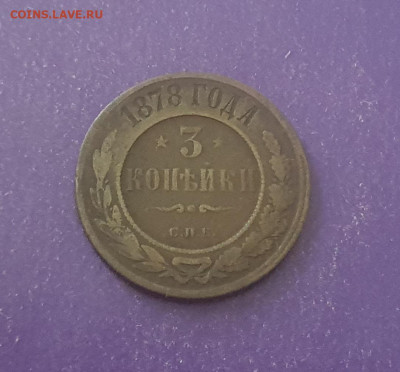 COINS.LAVE.RU
1878 ГОДА
3
КОПѢЙКИ
С.П.Б.